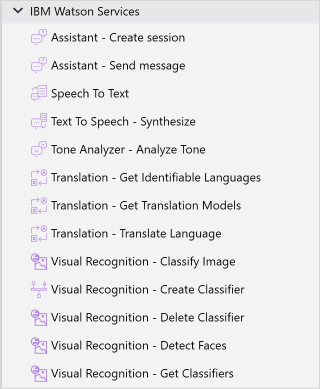 IBM Watson Services
Assistant - Create session
Assistant - Send message
Speech To Text
Text To Speech - Synthesize
Tone Analyzer - Analyze Tone
Translation - Get Identifiable Languages
Translation - Get Translation Models
Translation - Translate Language
Visual Recognition - Classify Image
Visual Recognition - Create Classifier
Visual Recognition - Delete Classifier
Visual Recognition - Detect Faces
Visual Recognition - Get Classifiers